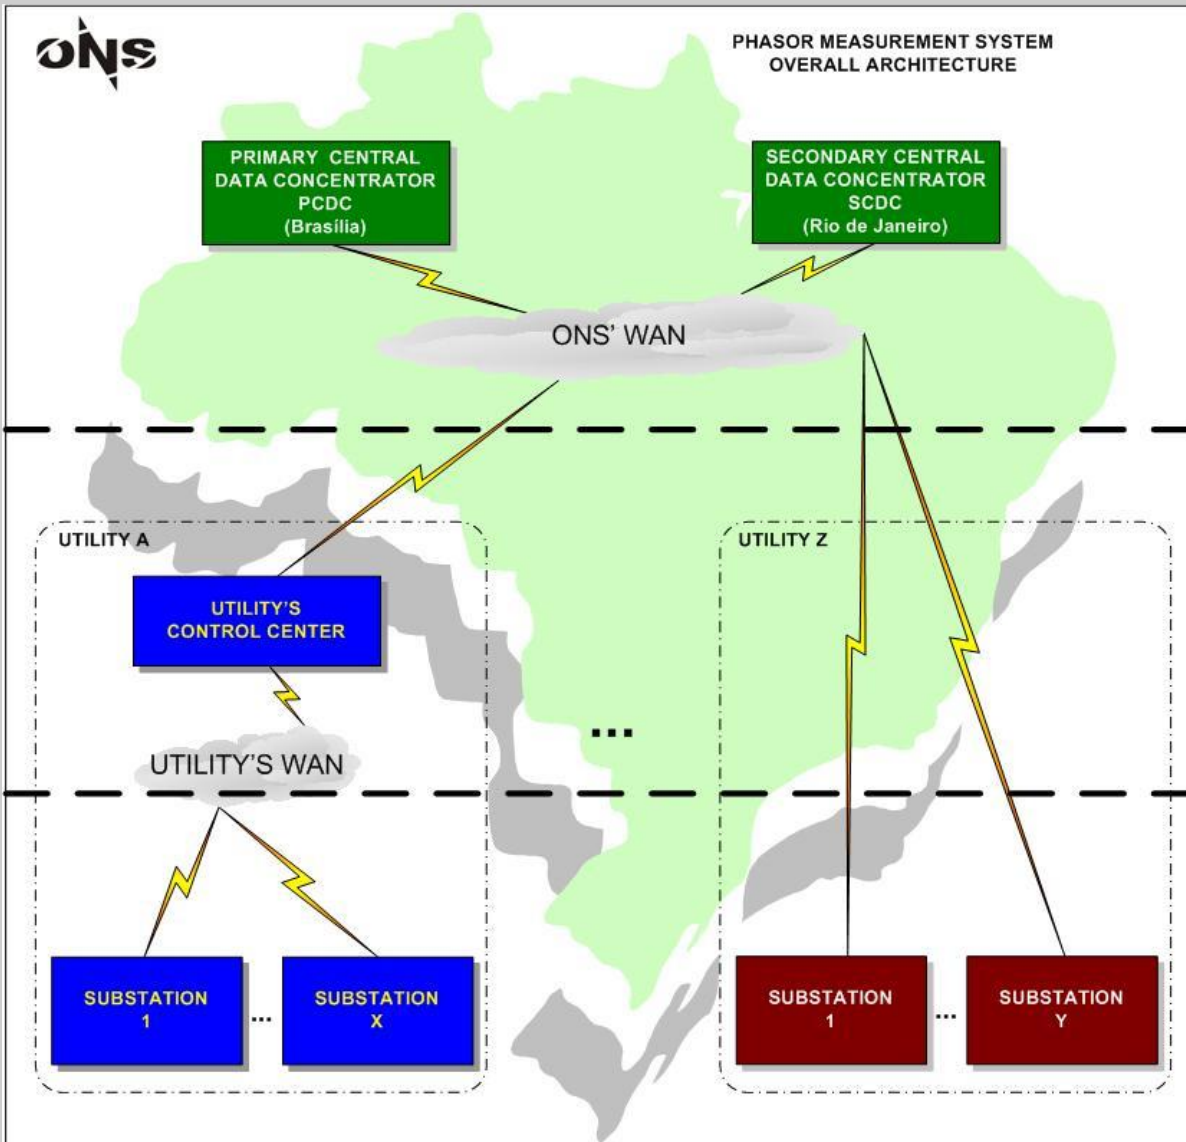 ONS
PHASOR MEASUREMENT SYSTEM
OVERALL ARCHITECTURE
PRIMARY CENTRAL
DATA CONCENTRATOR
PCDC
(Brasília)
SECONDARY CENTRAL
DATA CONCENTRATOR
SCDC
(Rio de Janeiro)
ONS' WAN
UTILITY A
UTILITY'S
CONTROL CENTER
UTILITY'S WAN
SUBSTATION
1
...
SUBSTATION
X
...
UTILITY Z
SUBSTATION
1
...
SUBSTATION
Y